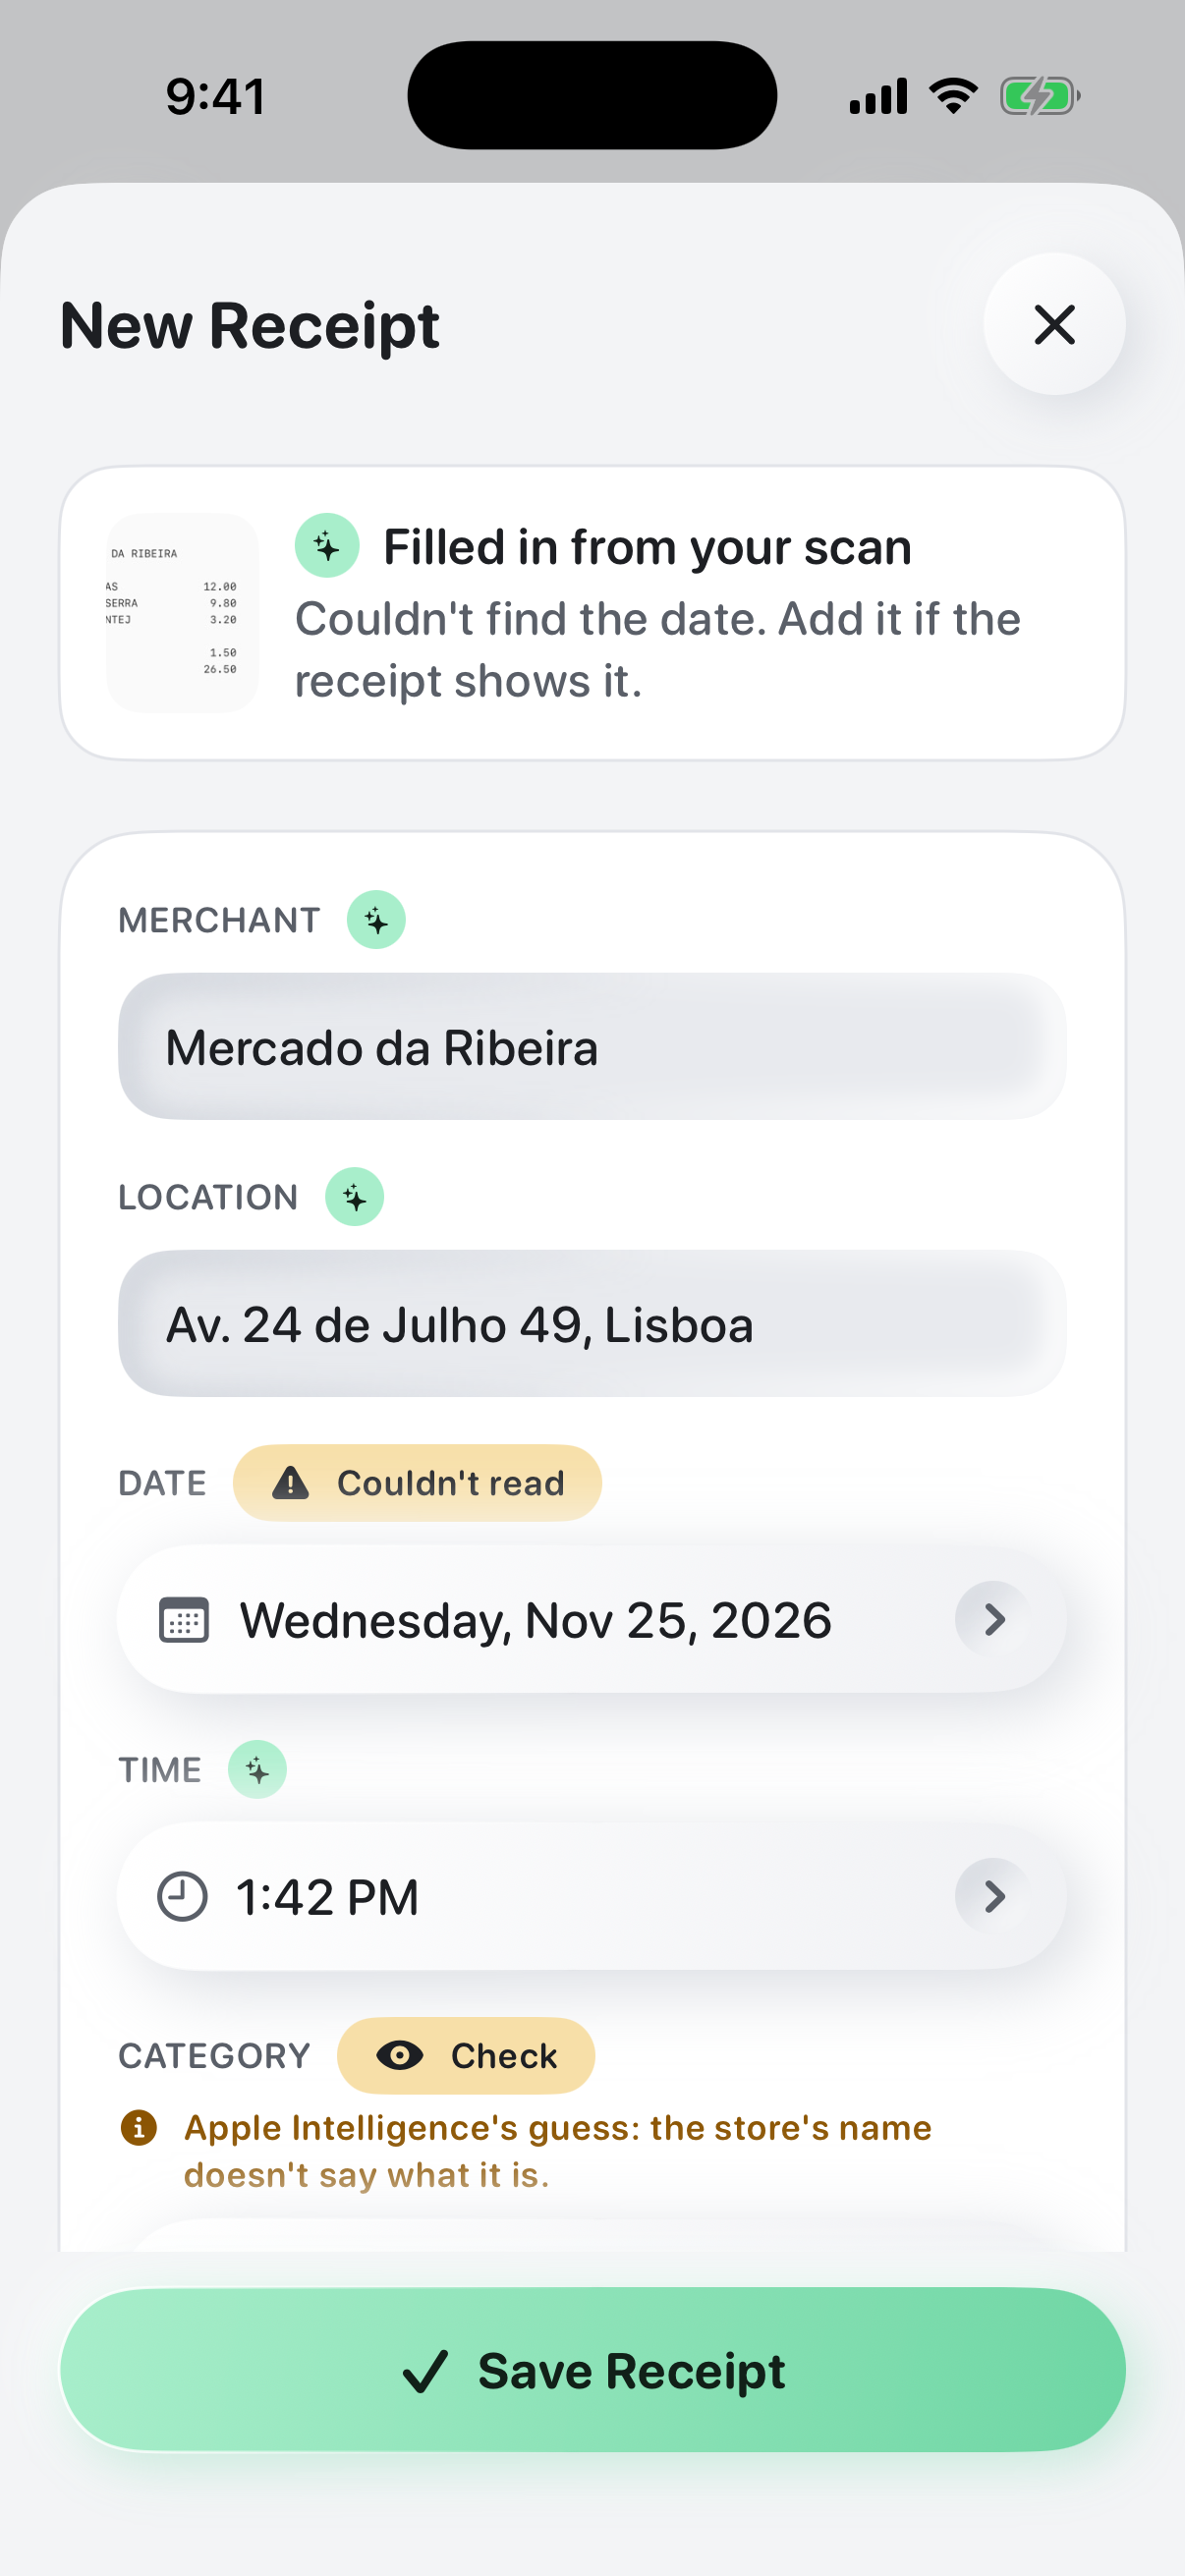 9:41
New Receipt
DA RIBEIRA
AS 12.00
SERRA 9.80
NTEJ 3.20
1.50
26.50
Filled in from your scan
Couldn't find the date. Add it if the
receipt shows it.
MERCHANT
Mercado da Ribeira
LOCATION
Av. 24 de Julho 49, Lisboa
DATE Couldn't read
Wednesday, Nov 25, 2026
TIME
1:42 PM
CATEGORY Check
Apple Intelligence's guess: the store's name
doesn't say what it is.
Save Receipt